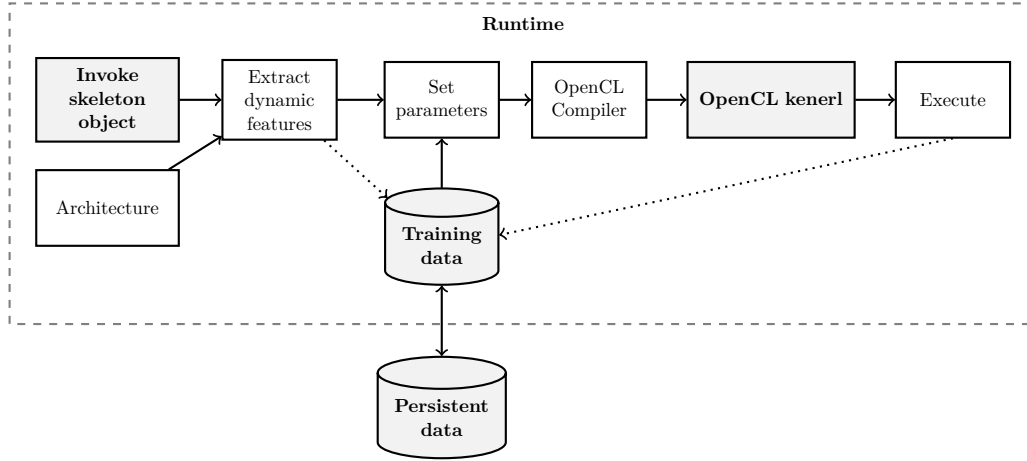 Runtime
Invoke
skeleton
object
Extract
dynamic
features
Set
parameters
OpenCL
Compiler
OpenCL kenerl
Execute
Architecture
Training
data
Persistent
data